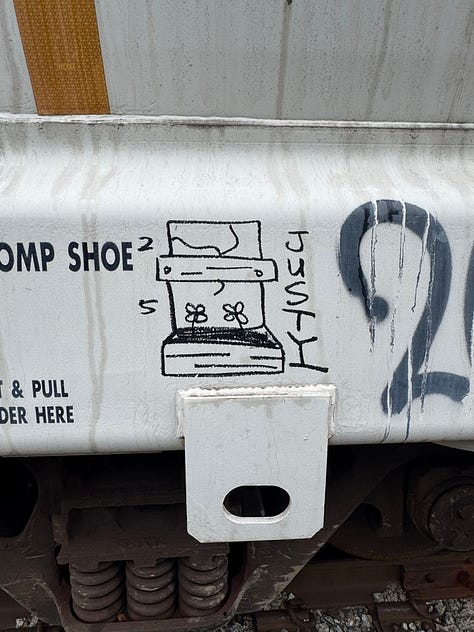 OMP SHOE
2
5
JUSTY
2
& PULL
DER HERE